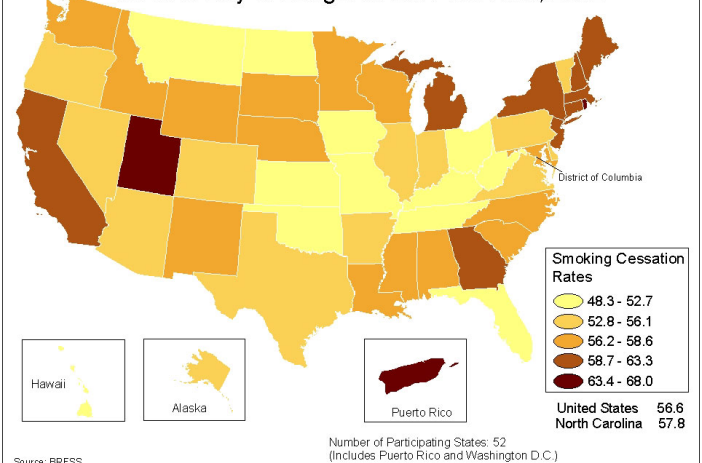 District of Columbia
Smoking Cessation
Rates
48.3 - 52.7
52.8 - 56.1
56.2 - 58.6
58.7 - 63.3
63.4 - 68.0
Hawaii
Alaska
Puerto Rico
United States 56.6
North Carolina 57.8
Number of Participating States: 52
(Includes Puerto Rico and Washington D.C.)
Source: BRFSS